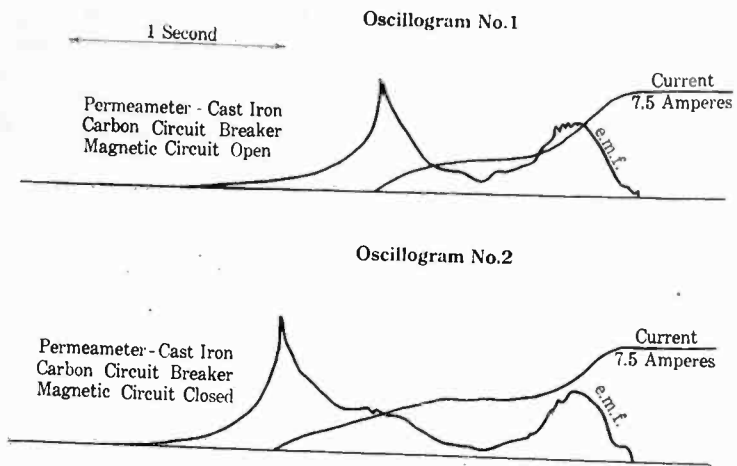 Oscillogram No.1
1 Second
Permeameter - Cast Iron
Carbon Circuit Breaker
Magnetic Circuit Open
Current
7.5 Amperes
e.m.f.
Oscillogram No.2
Permeameter - Cast Iron
Carbon Circuit Breaker
Magnetic Circuit Closed
Current
7.5 Amperes
e.m.f.